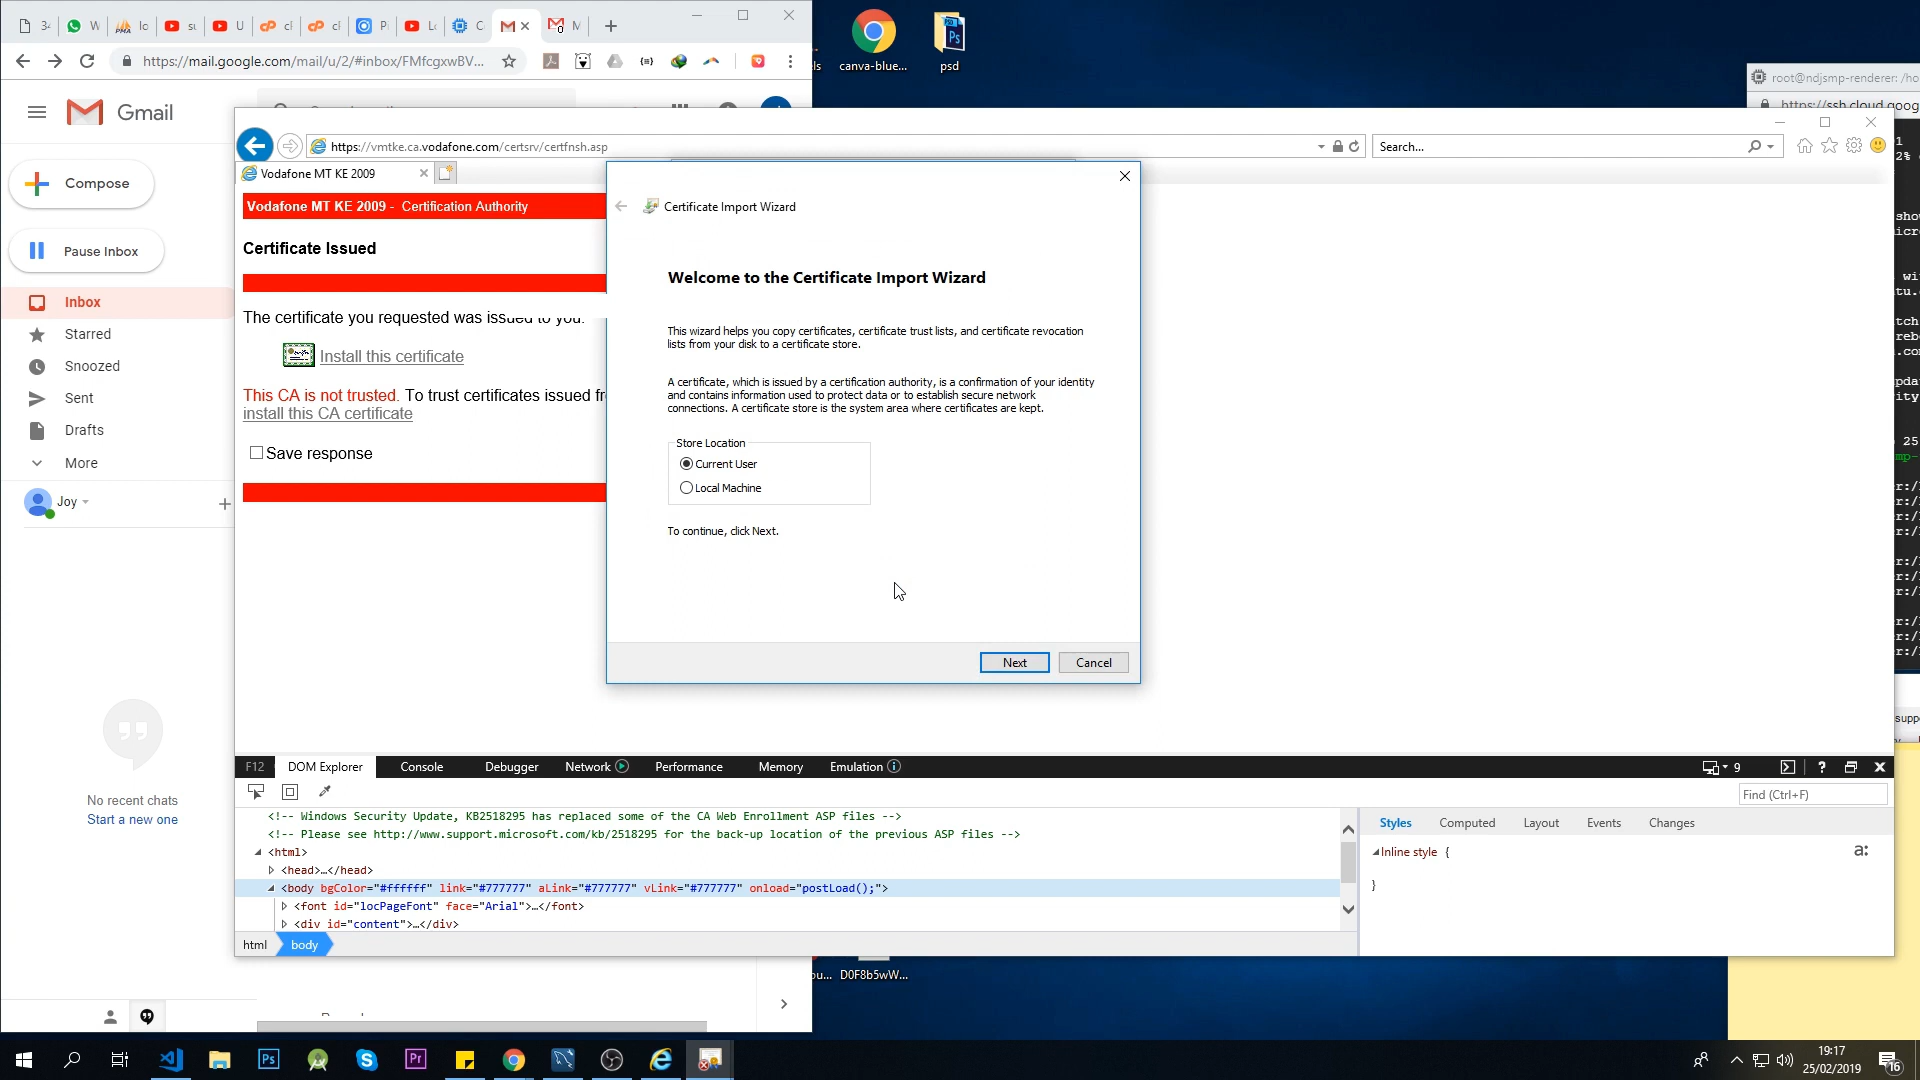 canva-blue...
psd
https://mail.google.com/mail/u/2/#inbox/FMfcgxwBV...
root@ndjsmp-renderer: /ho
https://ssh.cloud.goog
Gmail
Compose
Pause Inbox
Inbox
Starred
Snoozed
Sent
Drafts
More
Joy
No recent chats
Start a new one
https://vmtke.ca.vodafone.com/certsrv/certfnsh.asp
Search...
Vodafone MT KE 2009
Vodafone MT KE 2009 - Certification Authority
Certificate Issued
The certificate you requested was issued to you.
Install this certificate
This CA is not trusted. To trust certificates issued fr
install this CA certificate
Save response
Certificate Import Wizard
Welcome to the Certificate Import Wizard
This wizard helps you copy certificates, certificate trust lists, and certificate revocation
lists from your disk to a certificate store.
A certificate, which is issued by a certification authority, is a confirmation of your identity
and contains information used to protect data or to establish secure network
connections. A certificate store is the system area where certificates are kept.
Store Location
Current User
Local Machine
To continue, click Next.
Next
Cancel
F12
DOM Explorer
Console
Debugger
Network
Performance
Memory
Emulation
9
?
Find (Ctrl+F)
<!-- Windows Security Update, KB2518295 has replaced some of the CA Web Enrollment ASP files -->
<!-- Please see http://www.support.microsoft.com/kb/2518295 for the back-up location of the previous ASP files -->
<html>
<head>…</head>
<body bgColor="#ffffff" link="#777777" aLink="#777777" vLink="#777777" onload="postLoad();">
<font id="locPageFont" face="Arial">…</font>
<div id="content">…</div>
html
body
Styles
Computed
Layout
Events
Changes
Inline style {
}
a:
D0F8b5wW...
19:17
25/02/2019
16